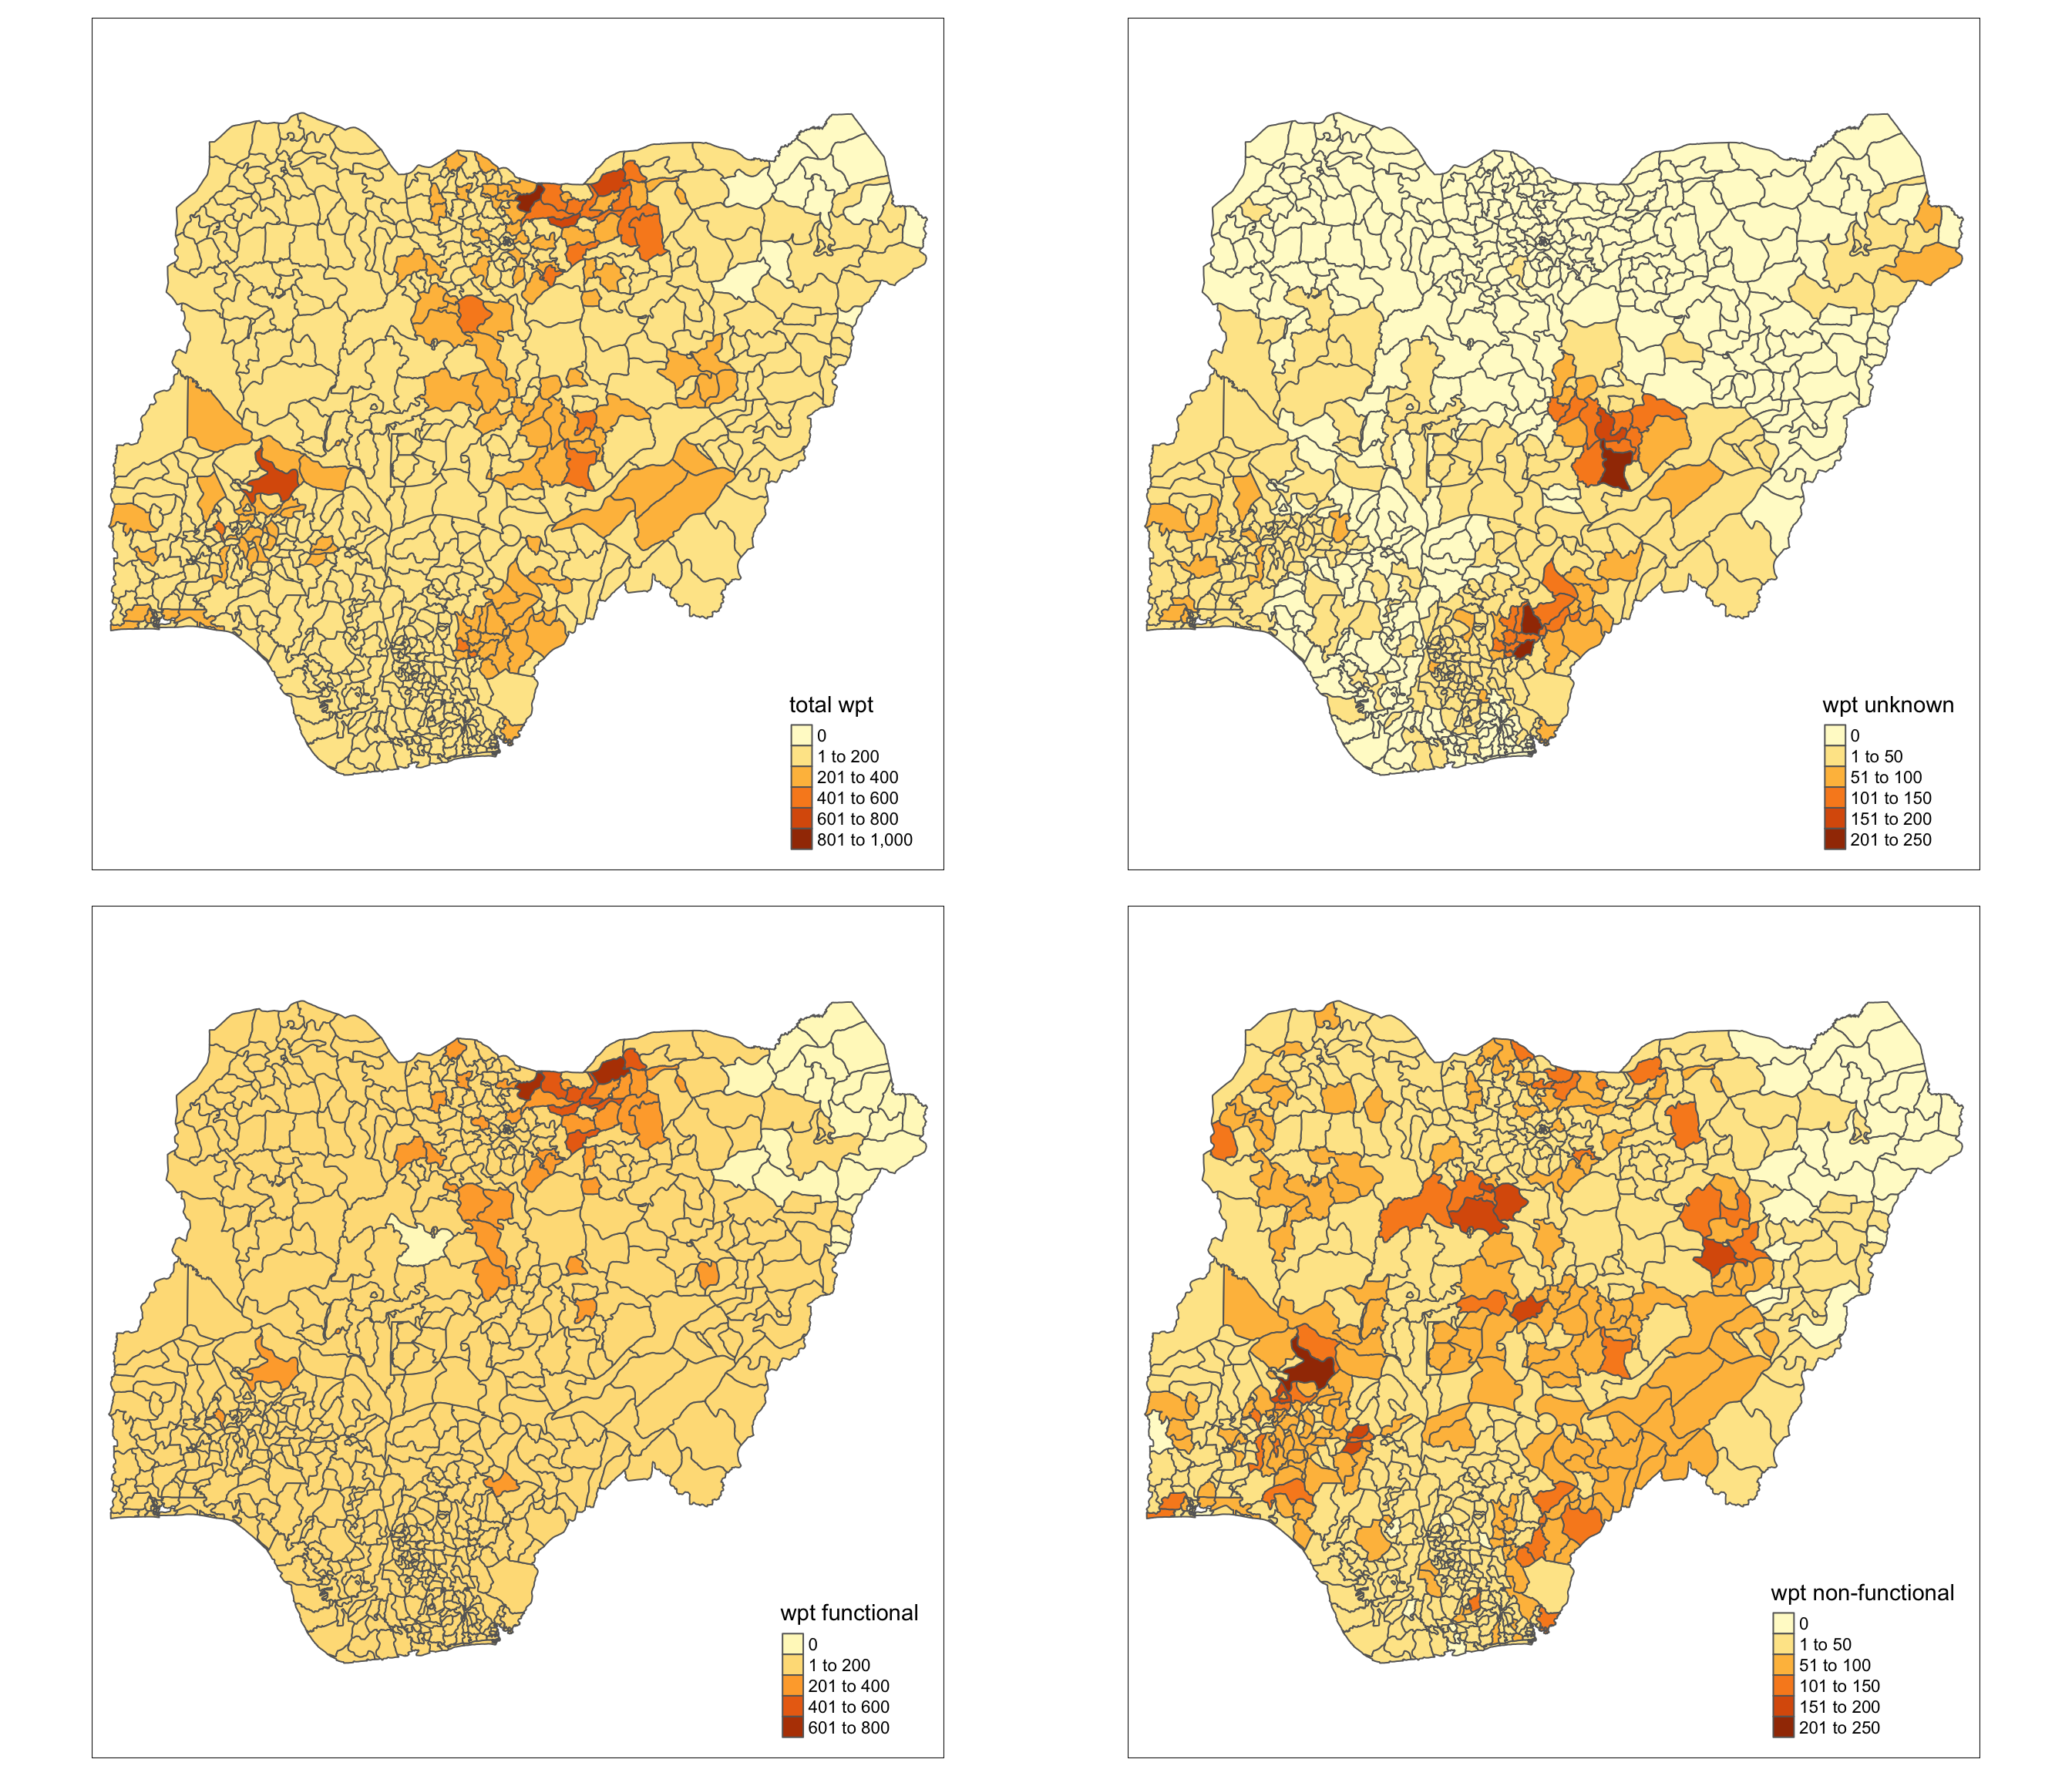 total wpt
0
1 to 200
201 to 400
401 to 600
601 to 800
801 to 1,000
wpt unknown
0
1 to 50
51 to 100
101 to 150
151 to 200
201 to 250
wpt functional
0
1 to 200
201 to 400
401 to 600
601 to 800
wpt non-functional
0
1 to 50
51 to 100
101 to 150
151 to 200
201 to 250